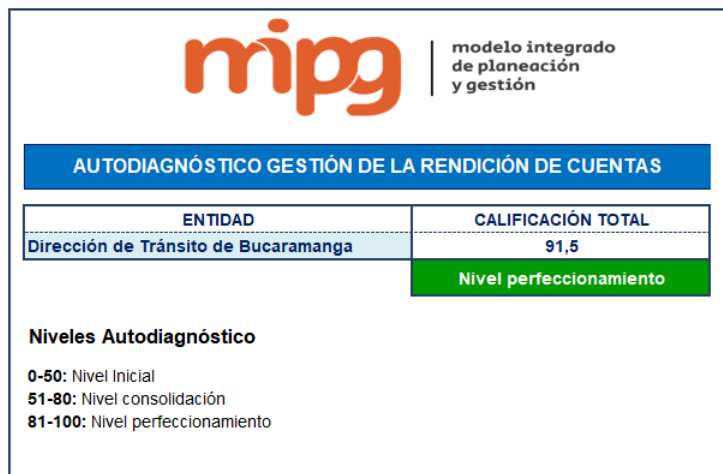 mipg
modelo integrado
de planeación
y gestión
AUTODIAGNÓSTICO GESTIÓN DE LA RENDICIÓN DE CUENTAS
ENTIDAD CALIFICACIÓN TOTAL
Dirección de Tránsito de Bucaramanga 91,5
Nivel perfeccionamiento
Niveles Autodiagnóstico
0-50: Nivel Inicial
51-80: Nivel consolidación
81-100: Nivel perfeccionamiento